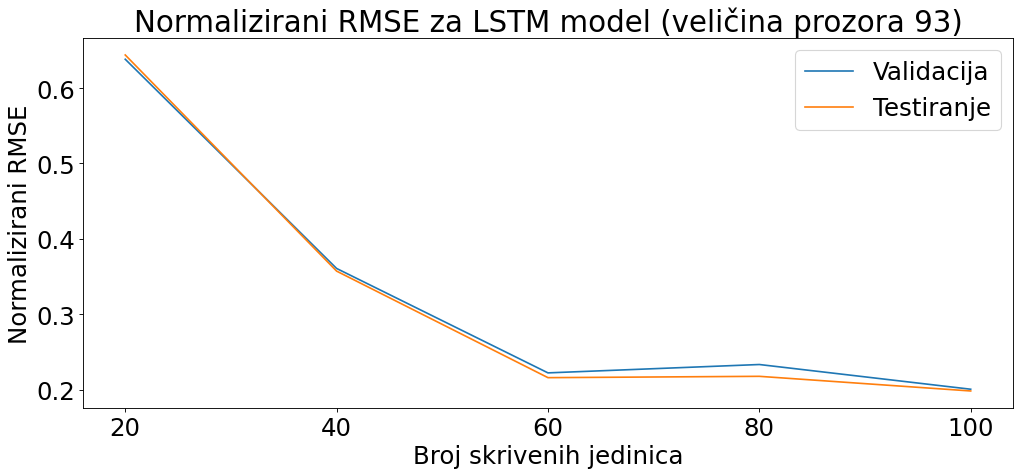 Normalizirani RMSE za LSTM model (veličina prozora 93)
Validacija
Testiranje
Normalizirani RMSE
0.6
0.5
0.4
0.3
0.2
20 40 60 80 100
Broj skrivenih jedinica